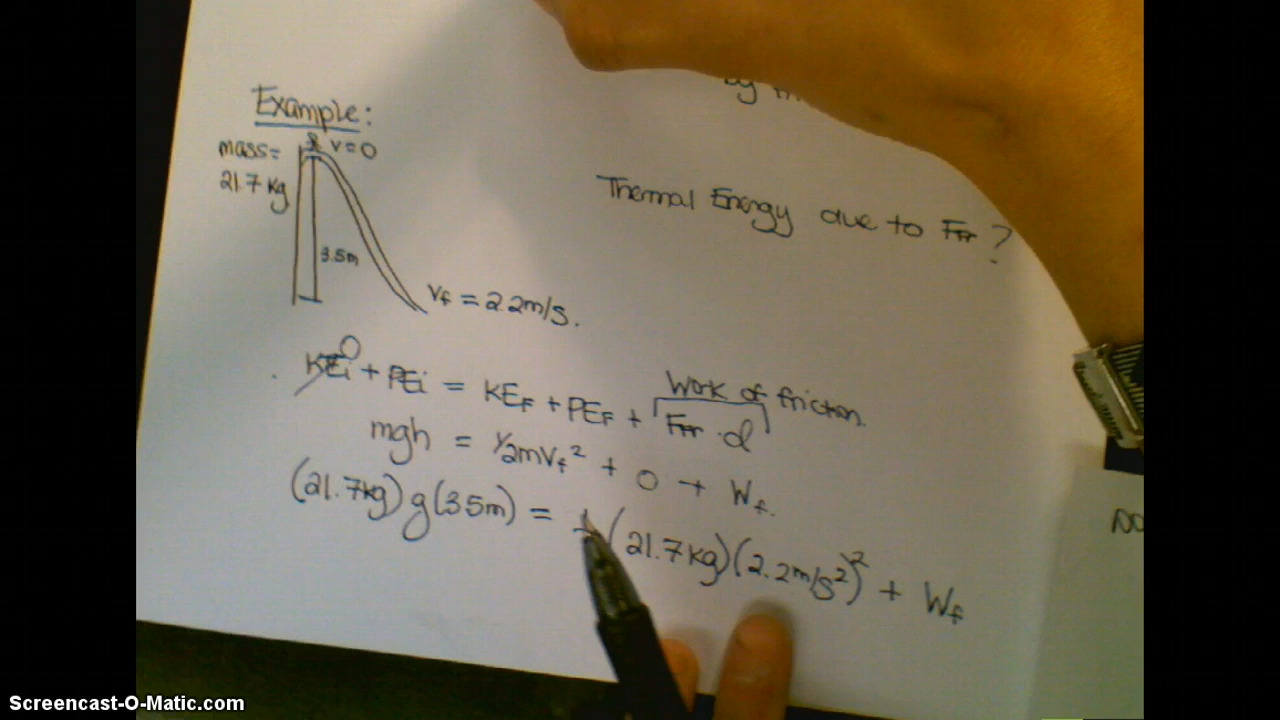 Example:
mass=
21.7 kg
v=0
3.5m
Vf = 2.2m/s.
by
Thermal Energy due to Ffr ?
KEi 0 + PEi = KEF + PEF + Ffr · d
Work of friction.
mgh = 1/2mVf² + 0 + Wf.
(21.7kg) g (3.5m) = (21.7kg)(2.2m/s²)² + Wf
Screencast-O-Matic.com